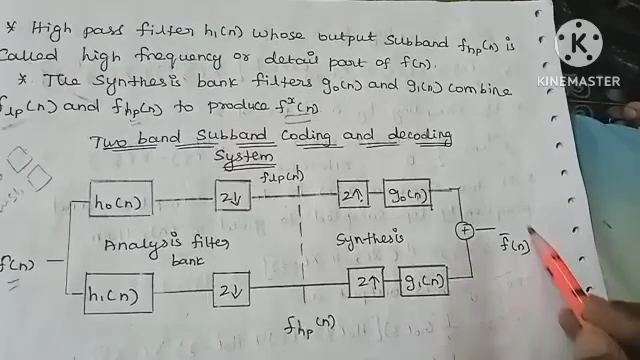 * High pass filter h₁(n) whose output subband fhp(n) is
called high frequency or detail part of f(n).
* The synthesis bank filters g₀(n) and g₁(n) combine
flp(n) and fhp(n) to produce fˣ(n).
Two band Subband Coding and decoding
System
flp(n)
h₀(n) 2↓ 2↑ g₀(n)
f(n) Analysis filter bank Synthesis + f̄(n)
h₁(n) 2↓ 2↑ g₁(n)
fhp(n)
KINEMASTER